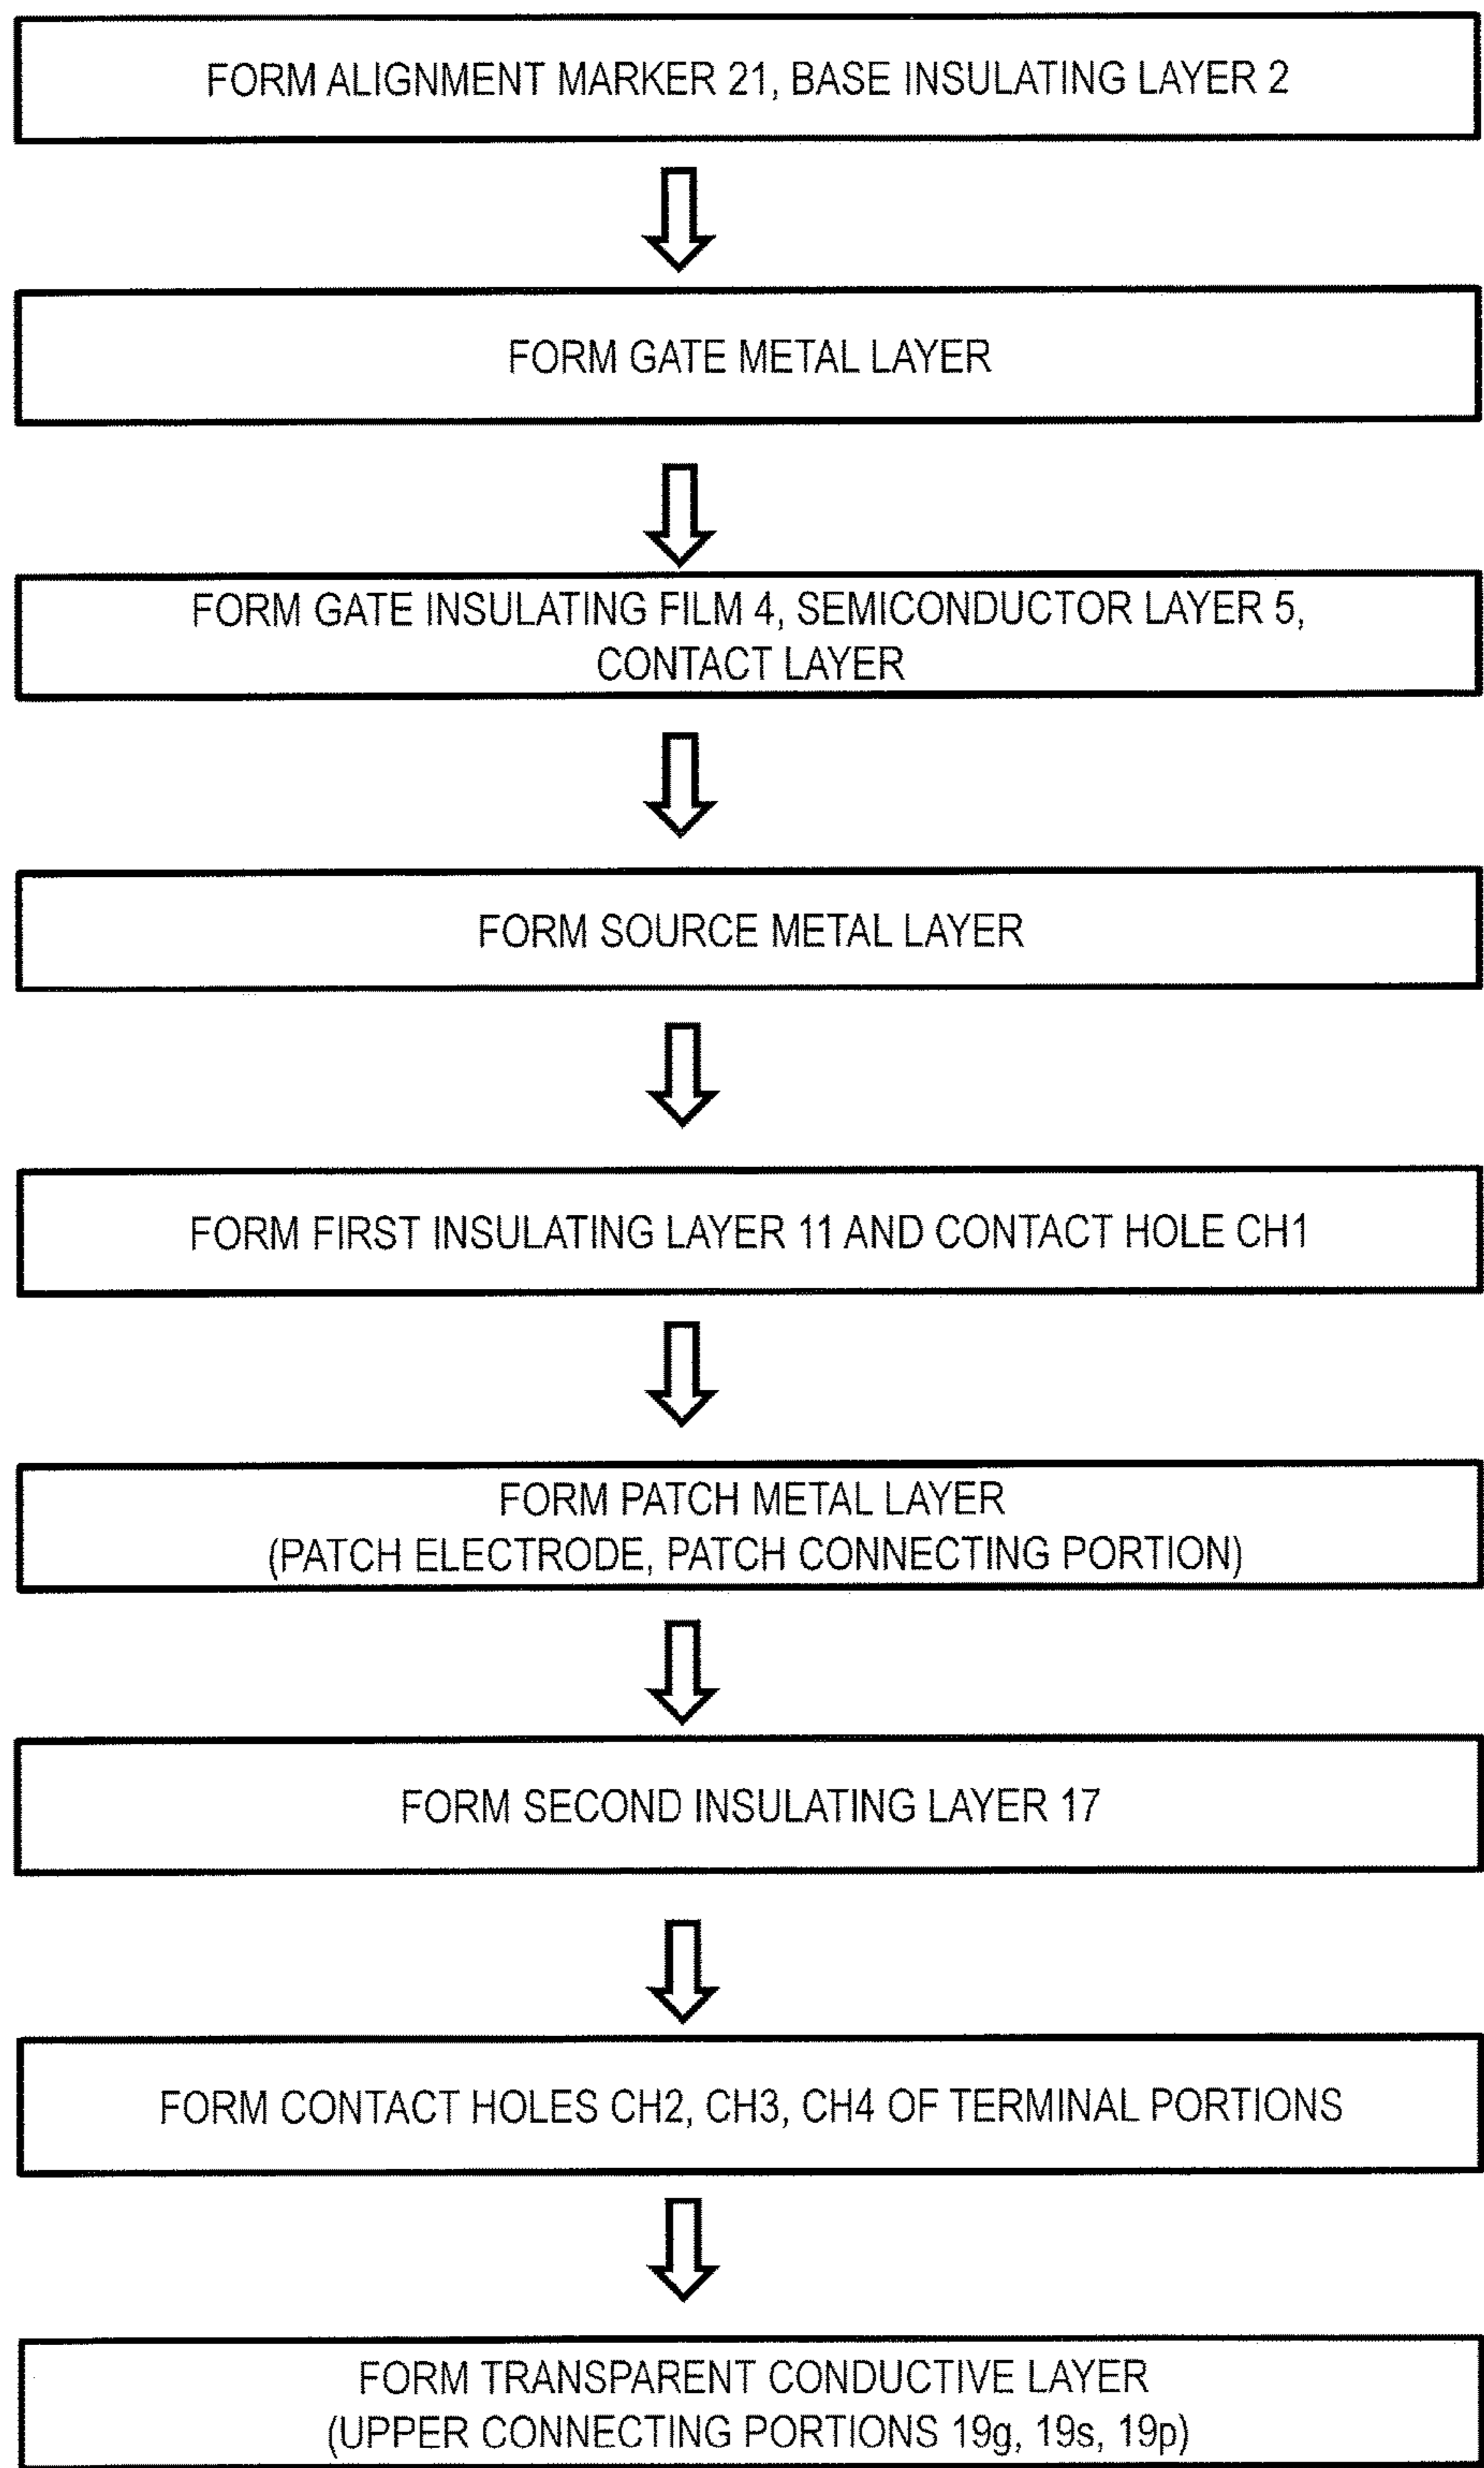 FORM ALIGNMENT MARKER 21, BASE INSULATING LAYER 2
FORM GATE METAL LAYER
FORM GATE INSULATING FILM 4, SEMICONDUCTOR LAYER 5,
CONTACT LAYER
FORM SOURCE METAL LAYER
FORM FIRST INSULATING LAYER 11 AND CONTACT HOLE CH1
FORM PATCH METAL LAYER
(PATCH ELECTRODE, PATCH CONNECTING PORTION)
FORM SECOND INSULATING LAYER 17
FORM CONTACT HOLES CH2, CH3, CH4 OF TERMINAL PORTIONS
FORM TRANSPARENT CONDUCTIVE LAYER
(UPPER CONNECTING PORTIONS 19g, 19s, 19p)